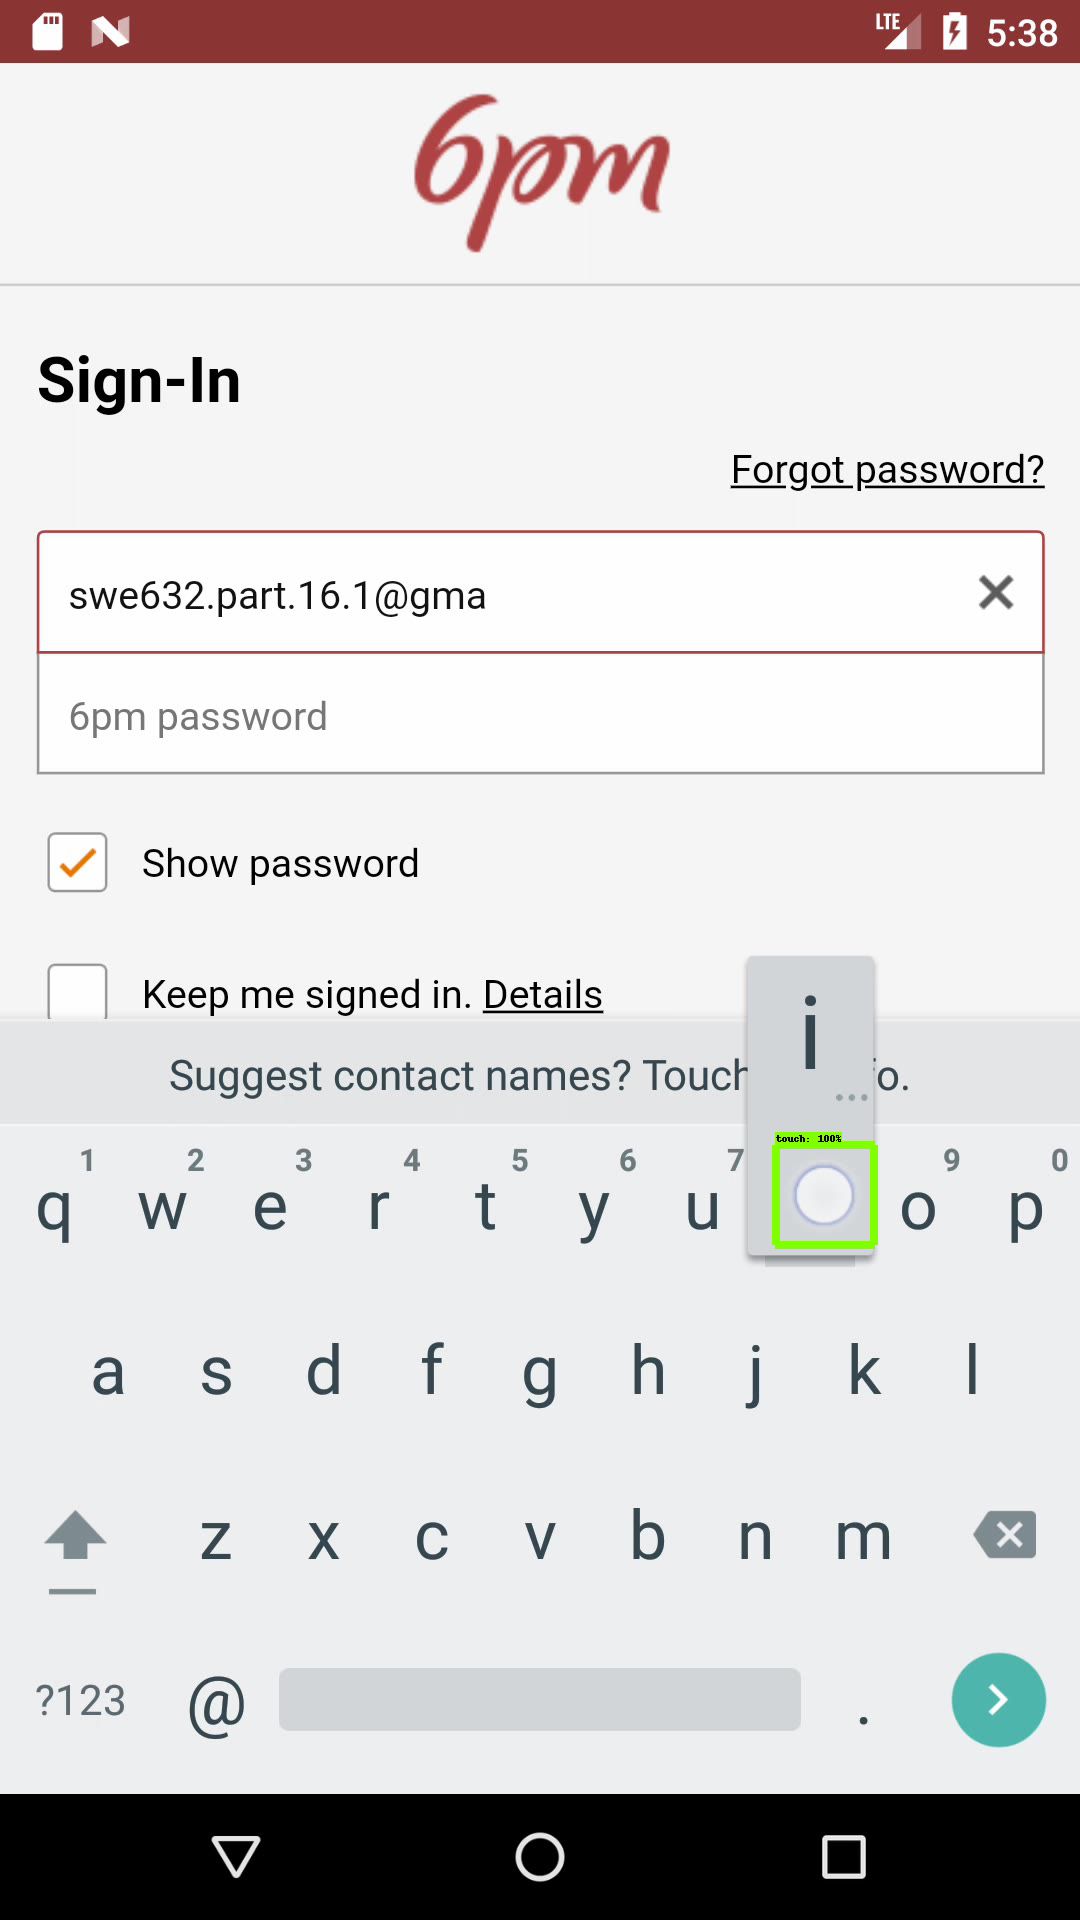 LTE 5:38
6pm
Sign-In
Forgot password?
swe632.part.16.1@gma
6pm password
Show password
Keep me signed in. Details
i
Suggest contact names? Touch o.
touch: 100%
1 2 3 4 5 6 7 9 0
q w e r t y u o p
a s d f g h j k l
z x c v b n m
?123 @ .